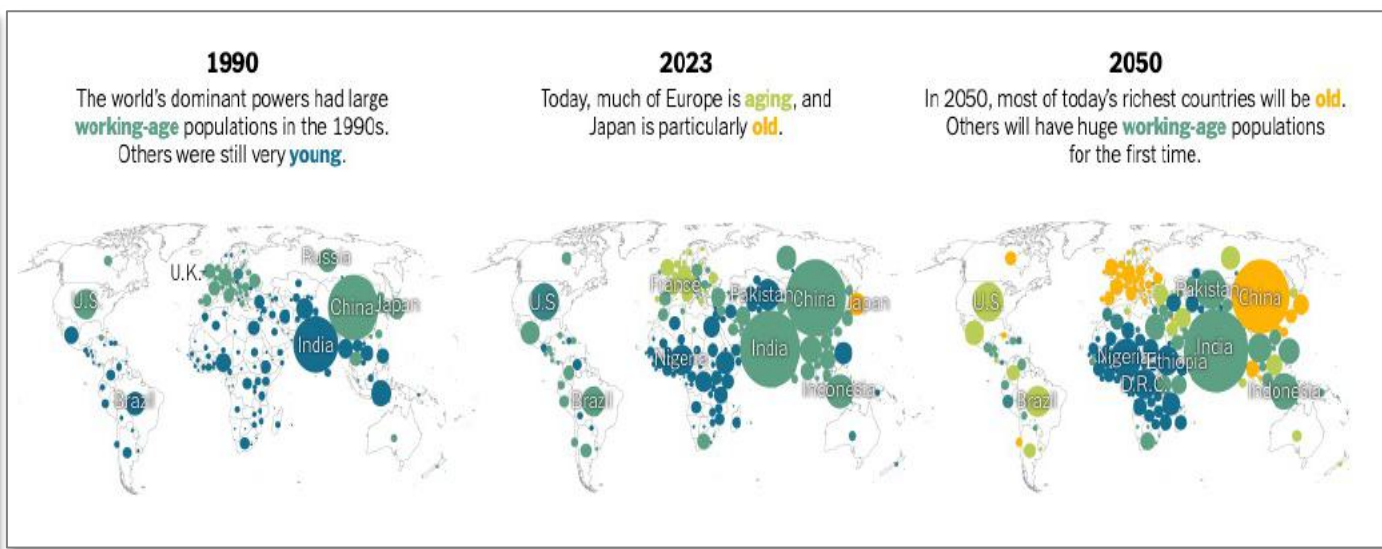 1990
The world's dominant powers had large
working-age populations in the 1990s.
Others were still very young.
U.K.
Russia
U.S
China
Japan
India
Brazil
2023
Today, much of Europe is aging, and
Japan is particularly old.
France
U.S
Pakistan
China
Japan
Nigeria
India
Brazil
Indonesia
2050
In 2050, most of today's richest countries will be old.
Others will have huge working-age populations
for the first time.
U.S
Pakistan
China
Nigeria
Ethiopia
India
D.R.C.
Brazil
Indonesia